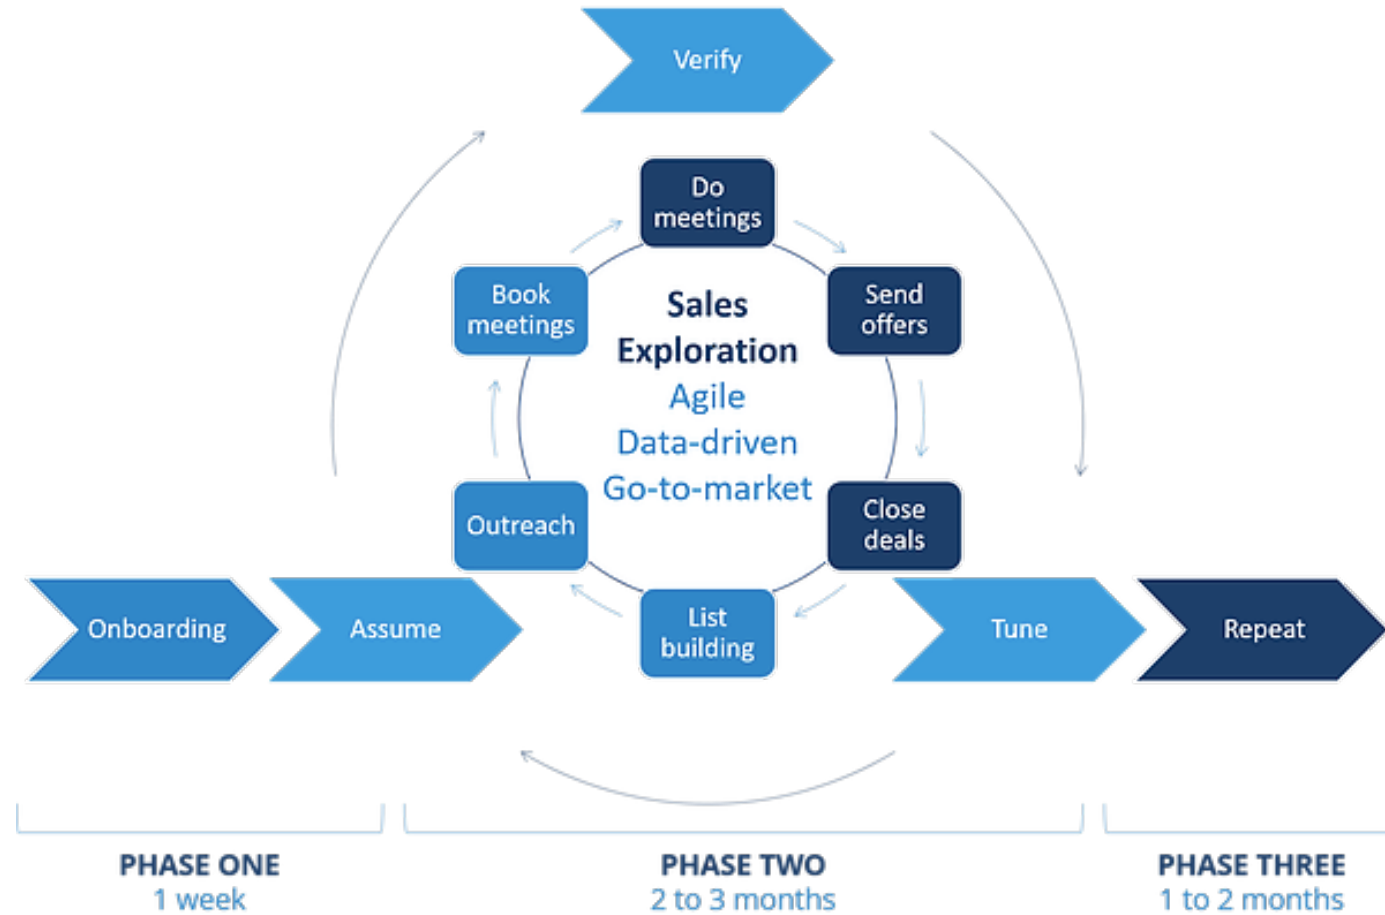 Verify
Do
meetings
Book
meetings
Send
offers
Sales
Exploration
Agile
Data-driven
Go-to-market
Outreach
Close
deals
List
building
Onboarding
Assume
Tune
Repeat
PHASE ONE
1 week
PHASE TWO
2 to 3 months
PHASE THREE
1 to 2 months